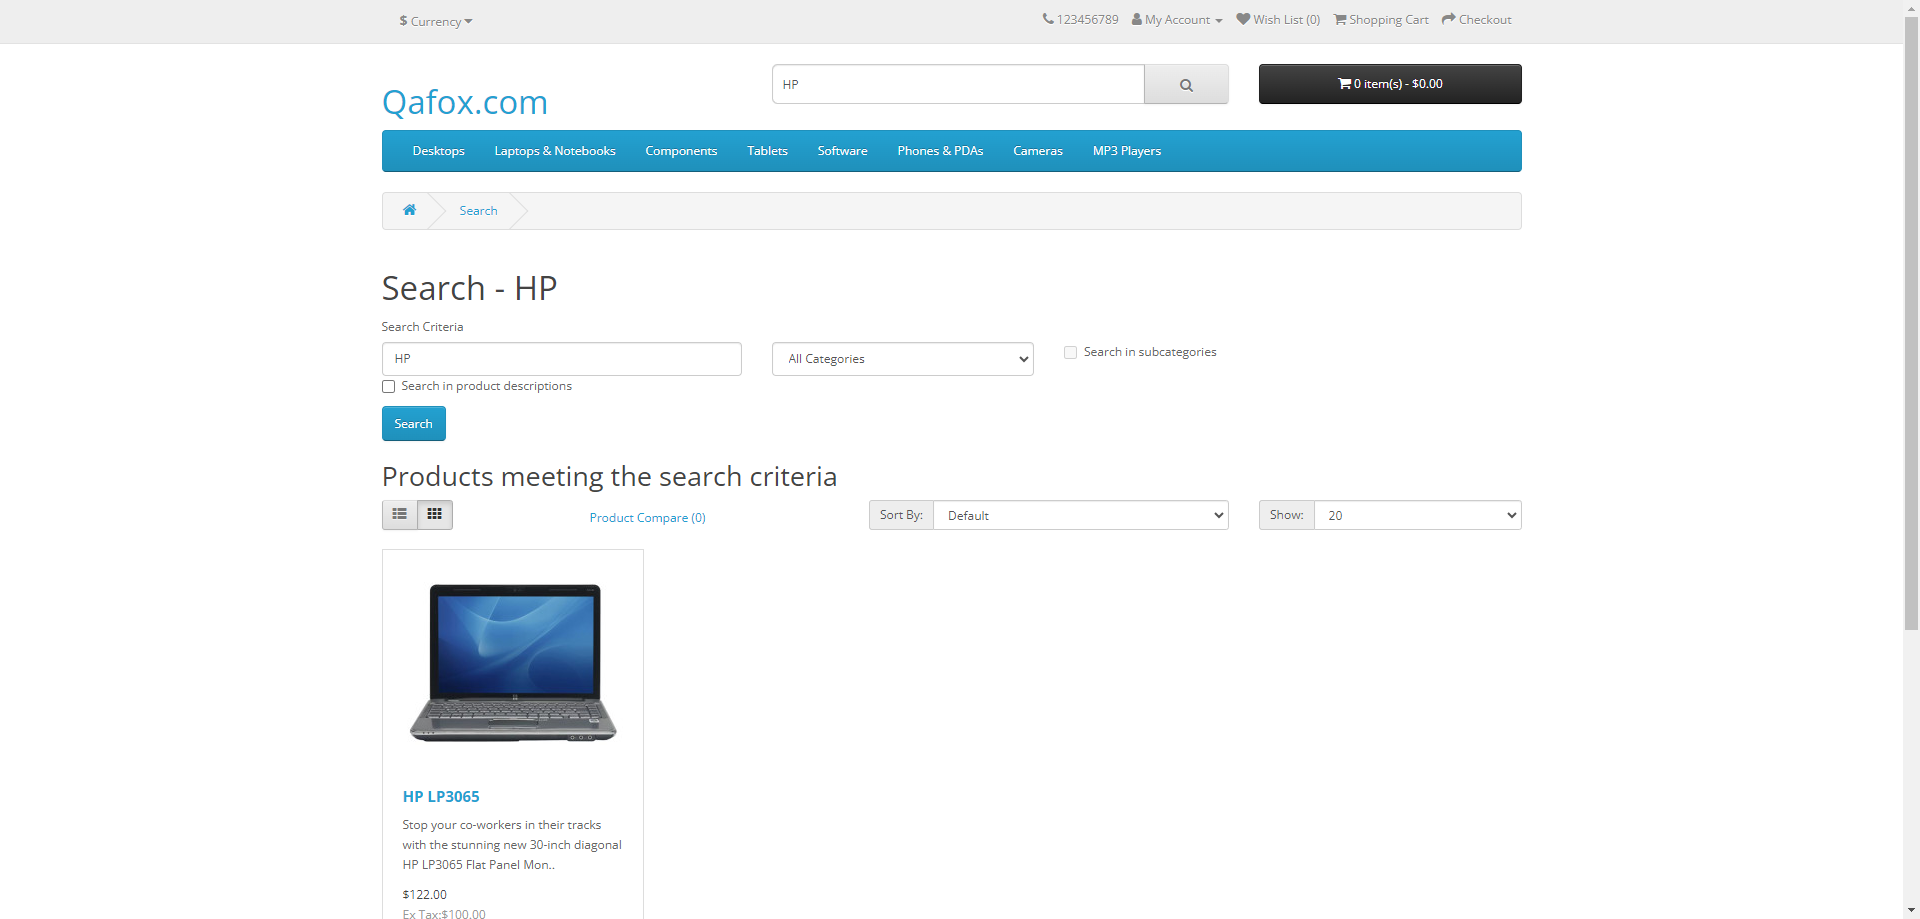 $ Currency
123456789 My Account Wish List (0) Shopping Cart Checkout
Qafox.com
HP
0 item(s) - $0.00
Desktops Laptops & Notebooks Components Tablets Software Phones & PDAs Cameras MP3 Players
Search
Search - HP
Search Criteria
HP
All Categories
Search in subcategories
Search in product descriptions
Search
Products meeting the search criteria
Product Compare (0)
Sort By: Default
Show: 20
HP LP3065
Stop your co-workers in their tracks
with the stunning new 30-inch diagonal
HP LP3065 Flat Panel Mon..
$122.00
Ex Tax:$100.00